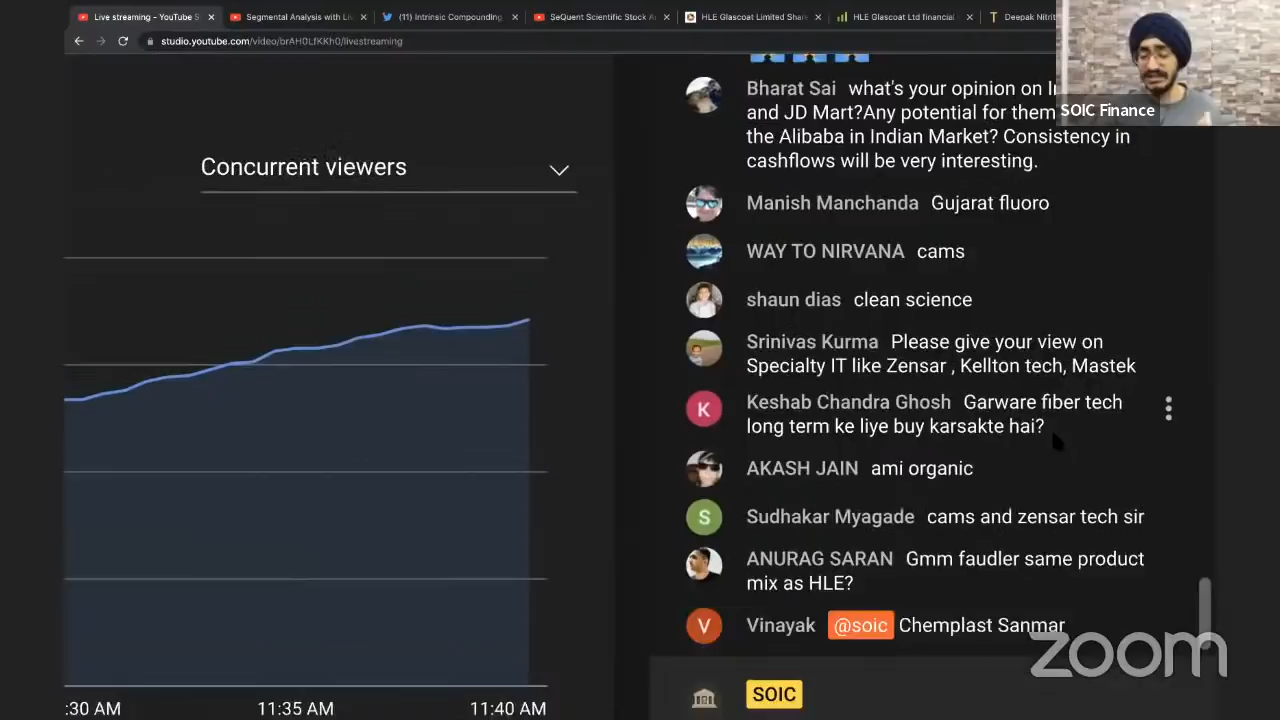 Live streaming - YouTube S
Segmental Analysis with Li
(11) Intrinsic Compounding
SeQuent Scientific Stock A
HLE Glascoat Limited Share
HLE Glascoat Ltd financial
Deepak Nitrit
studio.youtube.com/video/brAH0LfKKh0/livestreaming
SOIC Finance
Concurrent viewers
:30 AM
11:35 AM
11:40 AM
Bharat Sai what's your opinion on
and JD Mart?Any potential for them
the Alibaba in Indian Market? Consistency in
cashflows will be very interesting.
Manish Manchanda Gujarat fluoro
WAY TO NIRVANA cams
shaun dias clean science
Srinivas Kurma Please give your view on
Specialty IT like Zensar , Kellton tech, Mastek
K
Keshab Chandra Ghosh Garware fiber tech
long term ke liye buy karsakte hai?
AKASH JAIN ami organic
S
Sudhakar Myagade cams and zensar tech sir
ANURAG SARAN Gmm faudler same product
mix as HLE?
V
Vinayak @soic Chemplast Sanmar
zoom
SOIC